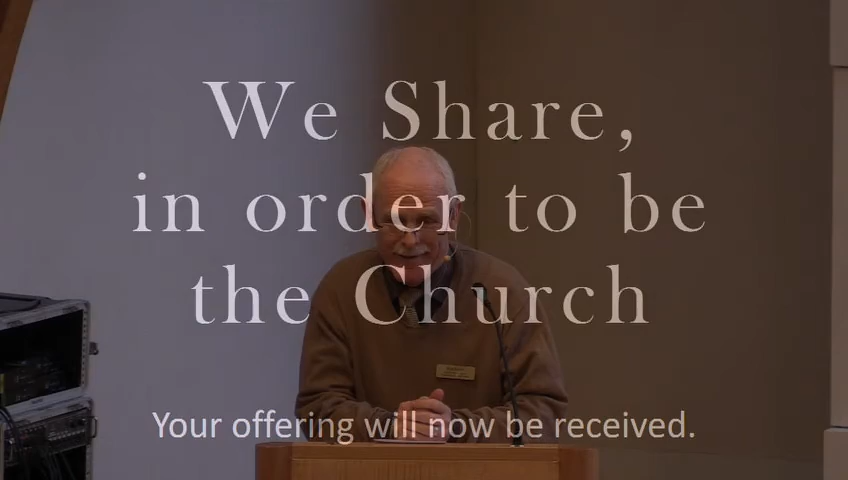 We Share,
in order to be
the Church
Your offering will now be received.